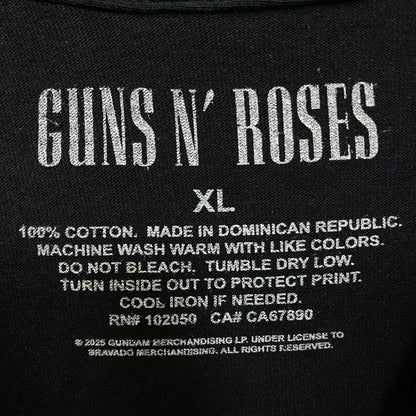 GUNS N' ROSES
XL
100% COTTON. MADE IN DOMINICAN REPUBLIC.
MACHINE WASH WARM WITH LIKE COLORS.
DO NOT BLEACH. TUMBLE DRY LOW.
TURN INSIDE OUT TO PROTECT PRINT.
COOL IRON IF NEEDED.
RN# 102050 CA# CA67890
© 2025 GUNDAM MERCHANDISING LP. UNDER LICENSE TO
BRAVADO MERCHANDISING. ALL RIGHTS RESERVED.